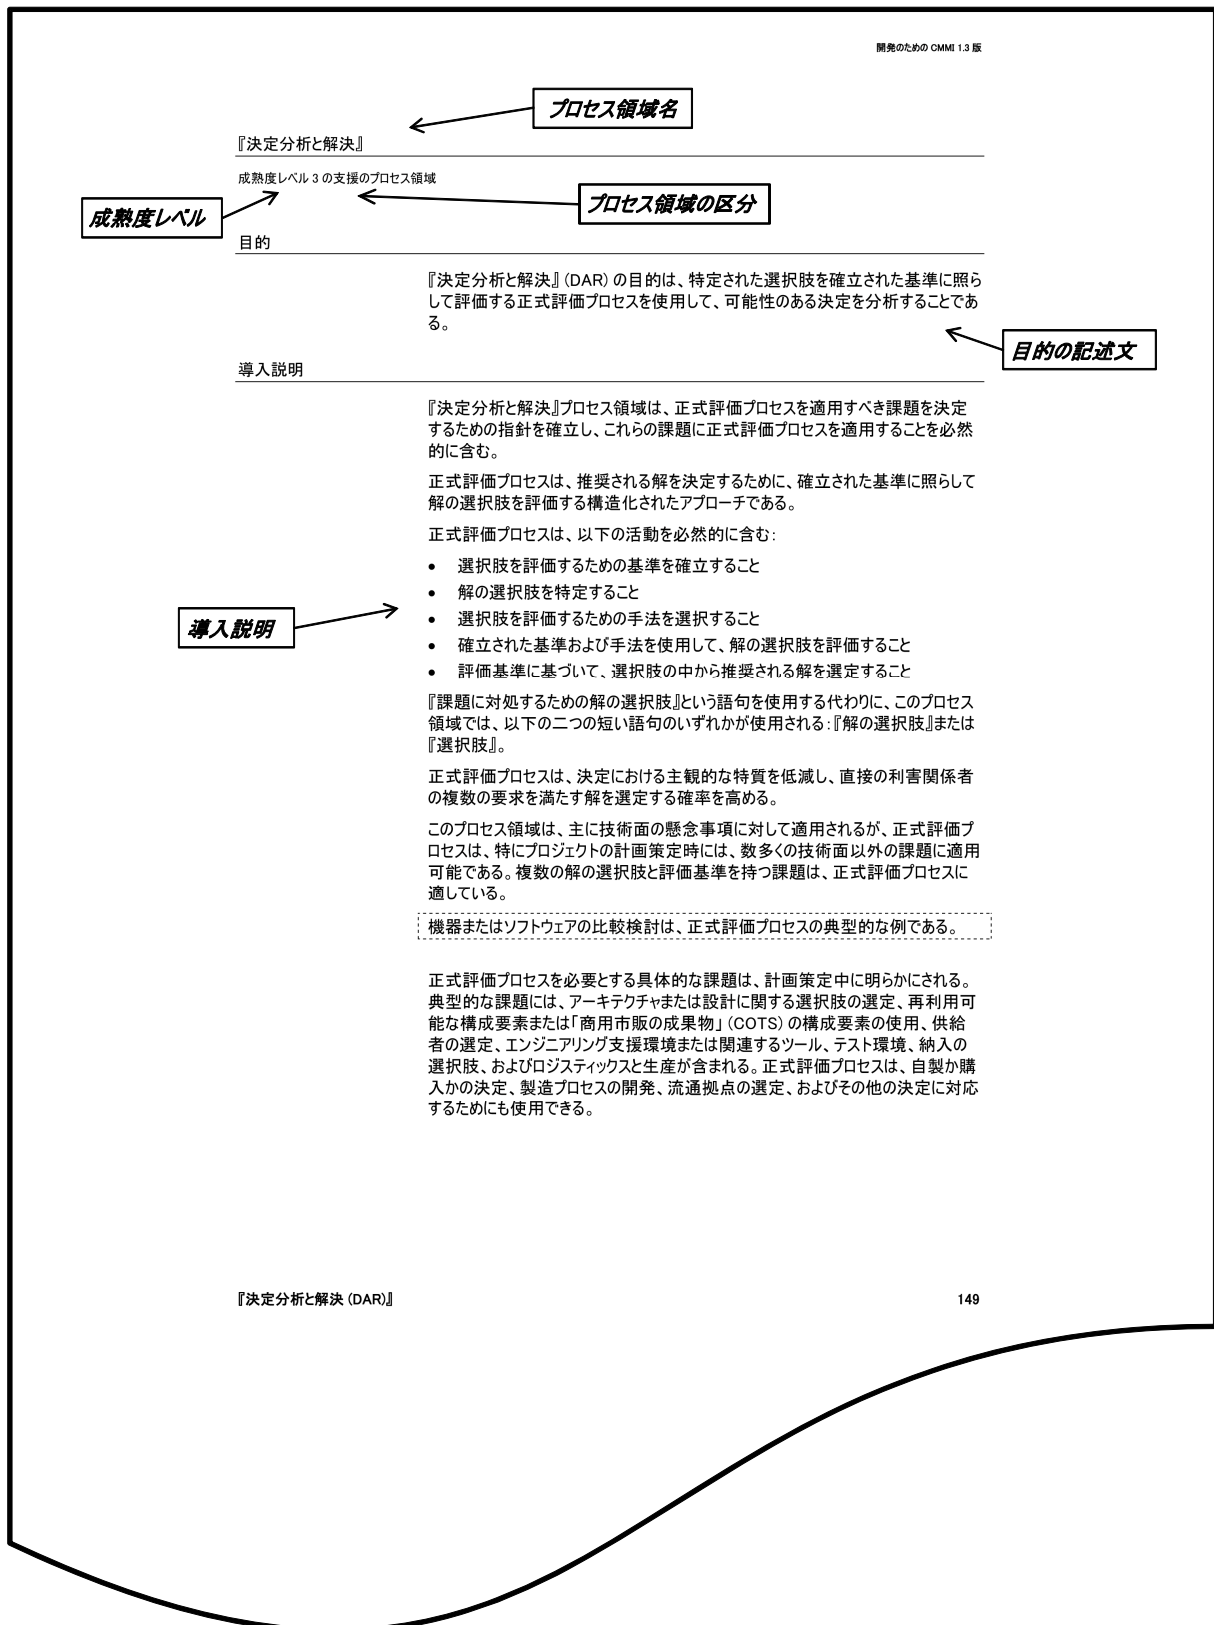 開発のための CMMI 1.3 版
プロセス領域名
『決定分析と解決』
成熟度レベル 3 の支援のプロセス領域
成熟度レベル
プロセス領域の区分
目的
『決定分析と解決』(DAR) の目的は、特定された選択肢を確立された基準に照ら
して評価する正式評価プロセスを使用して、可能性のある決定を分析することであ
る。
目的の記述文
導入説明
『決定分析と解決』プロセス領域は、正式評価プロセスを適用すべき課題を決定
するための指針を確立し、これらの課題に正式評価プロセスを適用することを必然
的に含む。
正式評価プロセスは、推奨される解を決定するために、確立された基準に照らして
解の選択肢を評価する構造化されたアプローチである。
正式評価プロセスは、以下の活動を必然的に含む:
• 選択肢を評価するための基準を確立すること
• 解の選択肢を特定すること
• 選択肢を評価するための手法を選択すること
導入説明
• 確立された基準および手法を使用して、解の選択肢を評価すること
• 評価基準に基づいて、選択肢の中から推奨される解を選定すること
『課題に対処するための解の選択肢』という語句を使用する代わりに、このプロセス
領域では、以下の二つの短い語句のいずれかが使用される:『解の選択肢』または
『選択肢』。
正式評価プロセスは、決定における主観的な特質を低減し、直接の利害関係者
の複数の要求を満たす解を選定する確率を高める。
このプロセス領域は、主に技術面の懸念事項に対して適用されるが、正式評価プ
ロセスは、特にプロジェクトの計画策定時には、数多くの技術面以外の課題に適用
可能である。複数の解の選択肢と評価基準を持つ課題は、正式評価プロセスに
適している。
機器またはソフトウェアの比較検討は、正式評価プロセスの典型的な例である。
正式評価プロセスを必要とする具体的な課題は、計画策定中に明らかにされる。
典型的な課題には、アーキテクチャまたは設計に関する選択肢の選定、再利用可
能な構成要素または「商用市販の成果物」(COTS) の構成要素の使用、供給
者の選定、エンジニアリング支援環境または関連するツール、テスト環境、納入の
選択肢、およびロジスティックスと生産が含まれる。正式評価プロセスは、自製か購
入かの決定、製造プロセスの開発、流通拠点の選定、およびその他の決定に対応
するためにも使用できる。
『決定分析と解決 (DAR)』
149